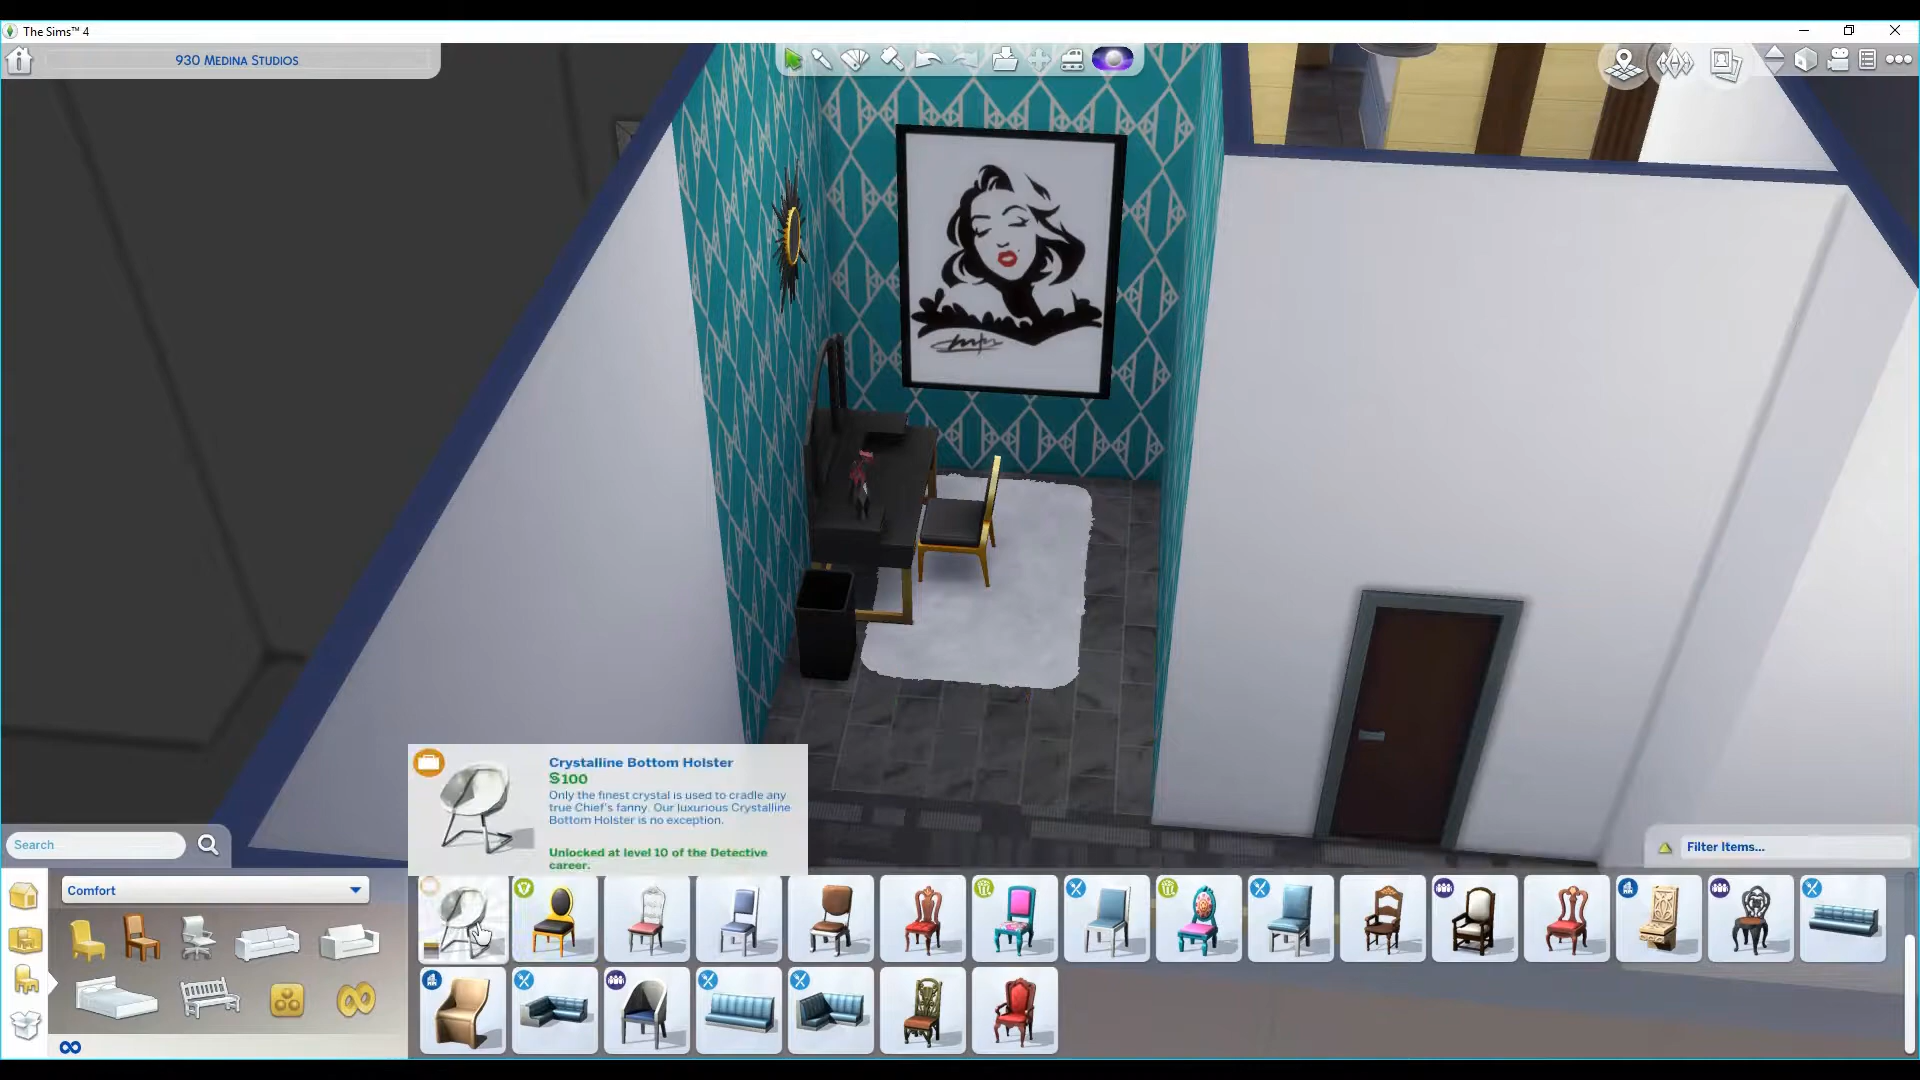 The Sims™ 4
930 Medina Studios
Crystalline Bottom Holster
§100
Only the finest crystal is used to cradle any
true Chief's fanny. Our luxurious Crystalline
Bottom Holster is no exception.
Unlocked at level 10 of the Detective
career.
Search
Filter Items...
Comfort